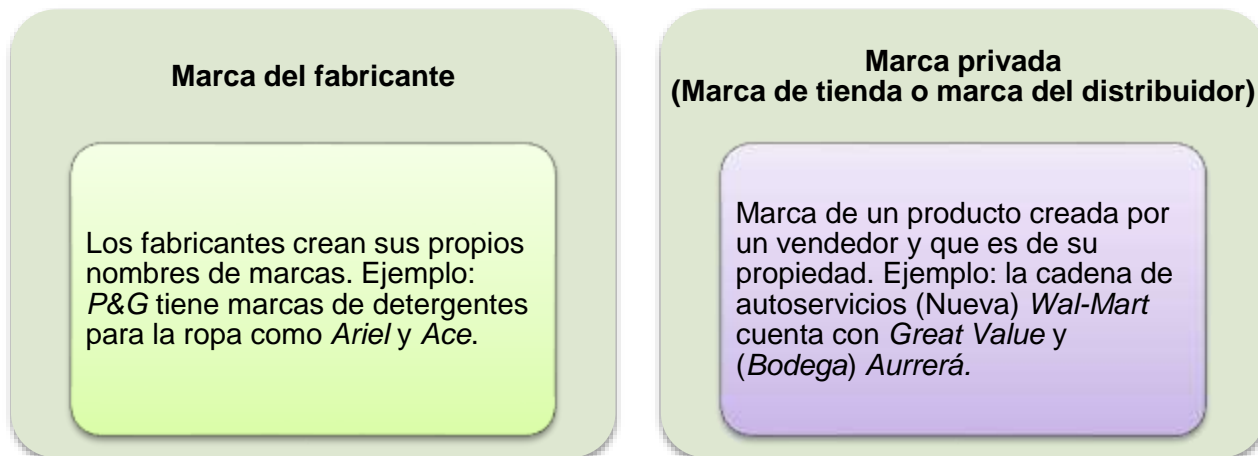 Marca del fabricante
Los fabricantes crean sus propios
nombres de marcas. Ejemplo:
P&G tiene marcas de detergentes
para la ropa como Ariel y Ace.
Marca privada
(Marca de tienda o marca del distribuidor)
Marca de un producto creada por
un vendedor y que es de su
propiedad. Ejemplo: la cadena de
autoservicios (Nueva) Wal-Mart
cuenta con Great Value y
(Bodega) Aurrerá.